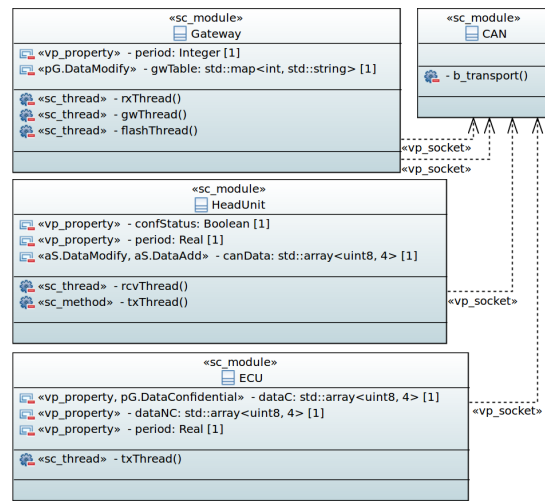 «sc_module»
Gateway
«vp_property» - period: Integer [1]
«pG.DataModify» - gwTable: std::map<int, std::string> [1]
«sc_thread» - rxThread()
«sc_thread» - gwThread()
«sc_thread» - flashThread()
«sc_module»
CAN
- b_transport()
«vp_socket»
«vp_socket»
«sc_module»
HeadUnit
«vp_property» - confStatus: Boolean [1]
«vp_property» - period: Real [1]
«aS.DataModify, aS.DataAdd» - canData: std::array<uint8, 4> [1]
«sc_thread» - rcvThread()
«sc_method» - txThread()
«vp_socket»
«sc_module»
ECU
«vp_property, pG.DataConfidential» - dataC: std::array<uint8, 4> [1]
«vp_property» - dataNC: std::array<uint8, 4> [1]
«vp_property» - period: Real [1]
«sc_thread» - txThread()
«vp_socket»